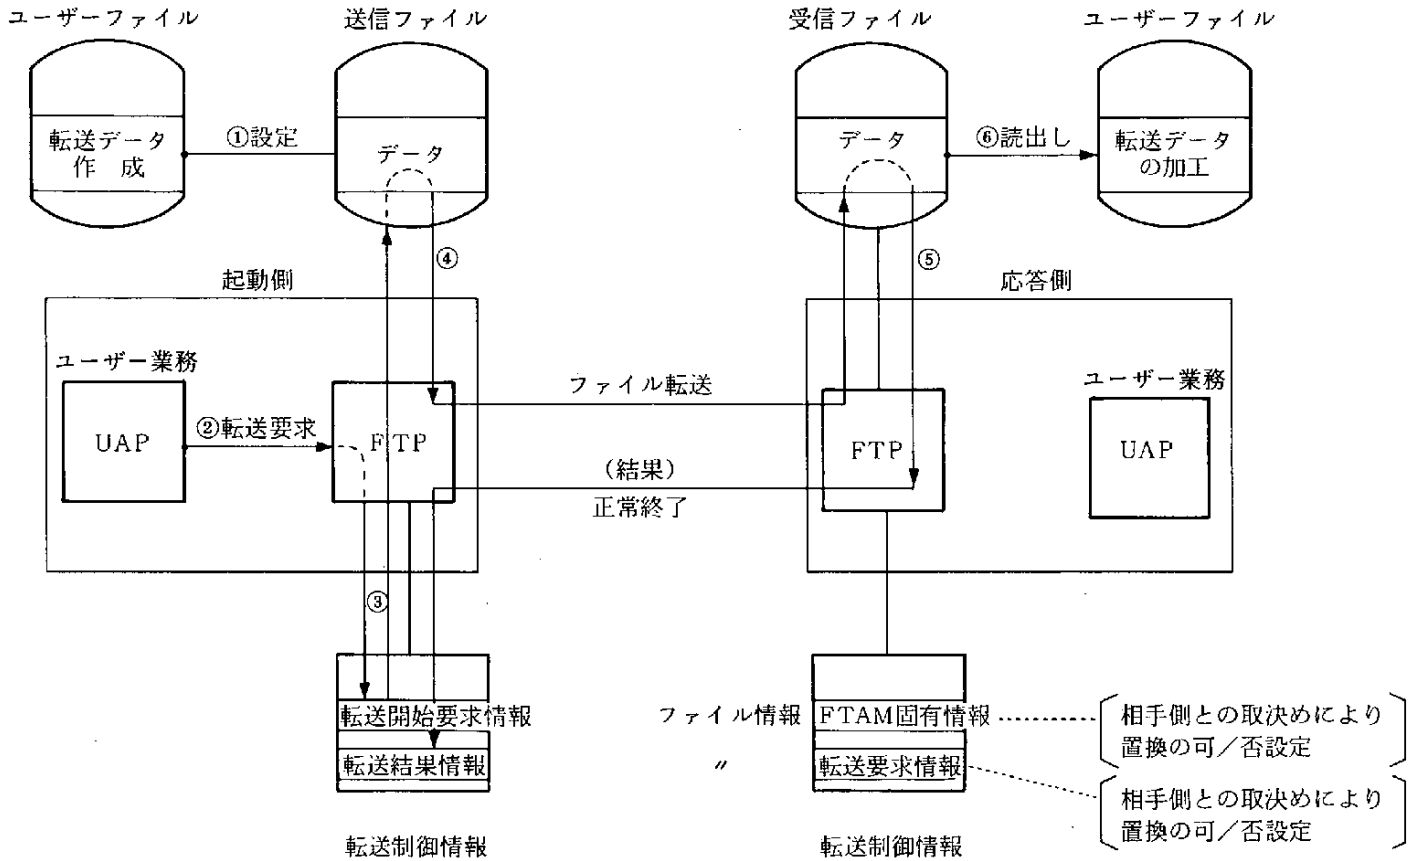 ユーザーファイル
送信ファイル
受信ファイル
ユーザーファイル
転送データ
作 成
①設定
データ
データ
⑥読出し
転送データ
の加工
④
⑤
起動側
応答側
ユーザー業務
UAP
②転送要求
FTP
ファイル転送
(結果)
正常終了
FTP
ユーザー業務
UAP
③
転送開始要求情報
転送結果情報
転送制御情報
ファイル情報
〃
FTAM固有情報
転送要求情報
転送制御情報
相手側との取決めにより
置換の可/否設定
相手側との取決めにより
置換の可/否設定